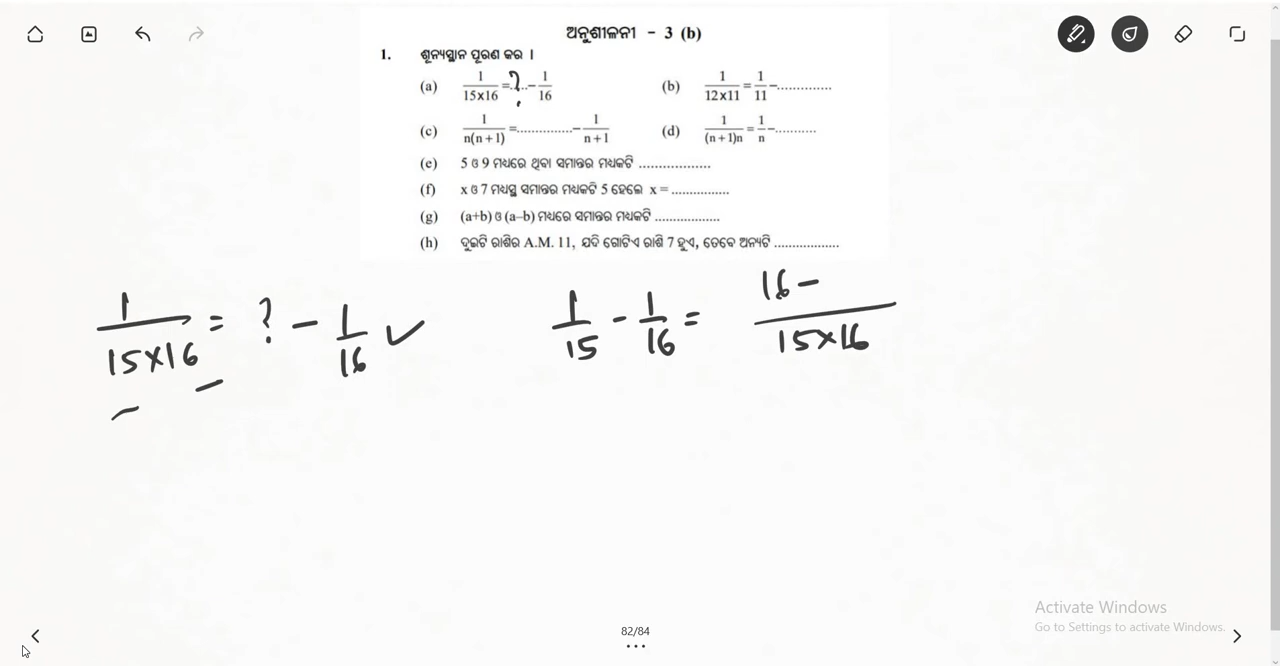 ଅନୁଶୀଳନୀ - 3 (b)
1. ଶୂନ୍ୟସ୍ଥାନ ପୂରଣ କର ।
(a) 1/(15x16) = ..?.. - 1/16 (b) 1/(12x11) = 1/11 - ..............
(c) 1/(n(n+1)) = .............. - 1/(n+1) (d) 1/((n+1)n) = 1/n - ...........
(e) 5 ଓ 9 ମଧ୍ୟରେ ଥିବା ସମାନ୍ତର ମଧ୍ୟକଟି ..................
(f) x ଓ 7 ମଧ୍ୟସ୍ଥ ସମାନ୍ତର ମଧ୍ୟକଟି 5 ହେଲେ x = ...............
(g) (a+b) ଓ (a–b) ମଧ୍ୟରେ ସମାନ୍ତର ମଧ୍ୟକଟି ..................
(h) ଦୁଇଟି ରାଶିର A.M. 11, ଯଦି ଗୋଟିଏ ରାଶି 7 ହୁଏ, ତେବେ ଅନ୍ୟଟି ..................
1/(15x16) = ? - 1/16 ✓ 1/15 - 1/16 = (16 -)/(15x16)
Activate Windows
Go to Settings to activate Windows.
82/84